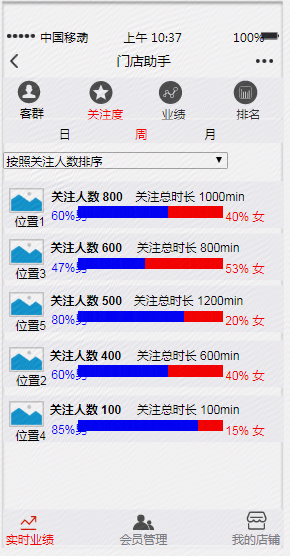 中国移动 上午 10:37 100%
门店助手
客群 关注度 业绩 排名
日 周 月
按照关注人数排序
关注人数 800 关注总时长 1000min
位置1 60%男 40% 女
关注人数 600 关注总时长 800min
位置3 47%男 53% 女
关注人数 500 关注总时长 1200min
位置5 80%男 20% 女
关注人数 400 关注总时长 600min
位置2 60%男 40% 女
关注人数 100 关注总时长 100min
位置4 85%男 15% 女
实时业绩 会员管理 我的店铺